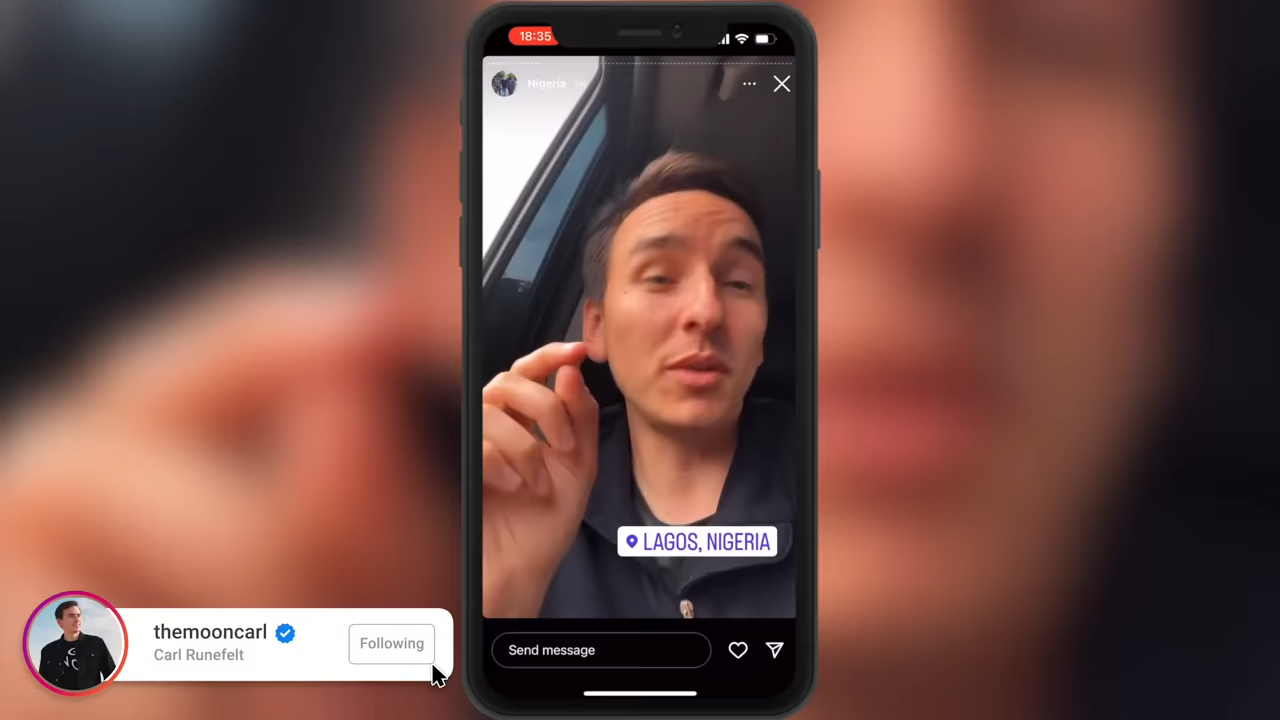 18:35
Nigeria
LAGOS, NIGERIA
Send message
themooncarl
Carl Runefelt
Following